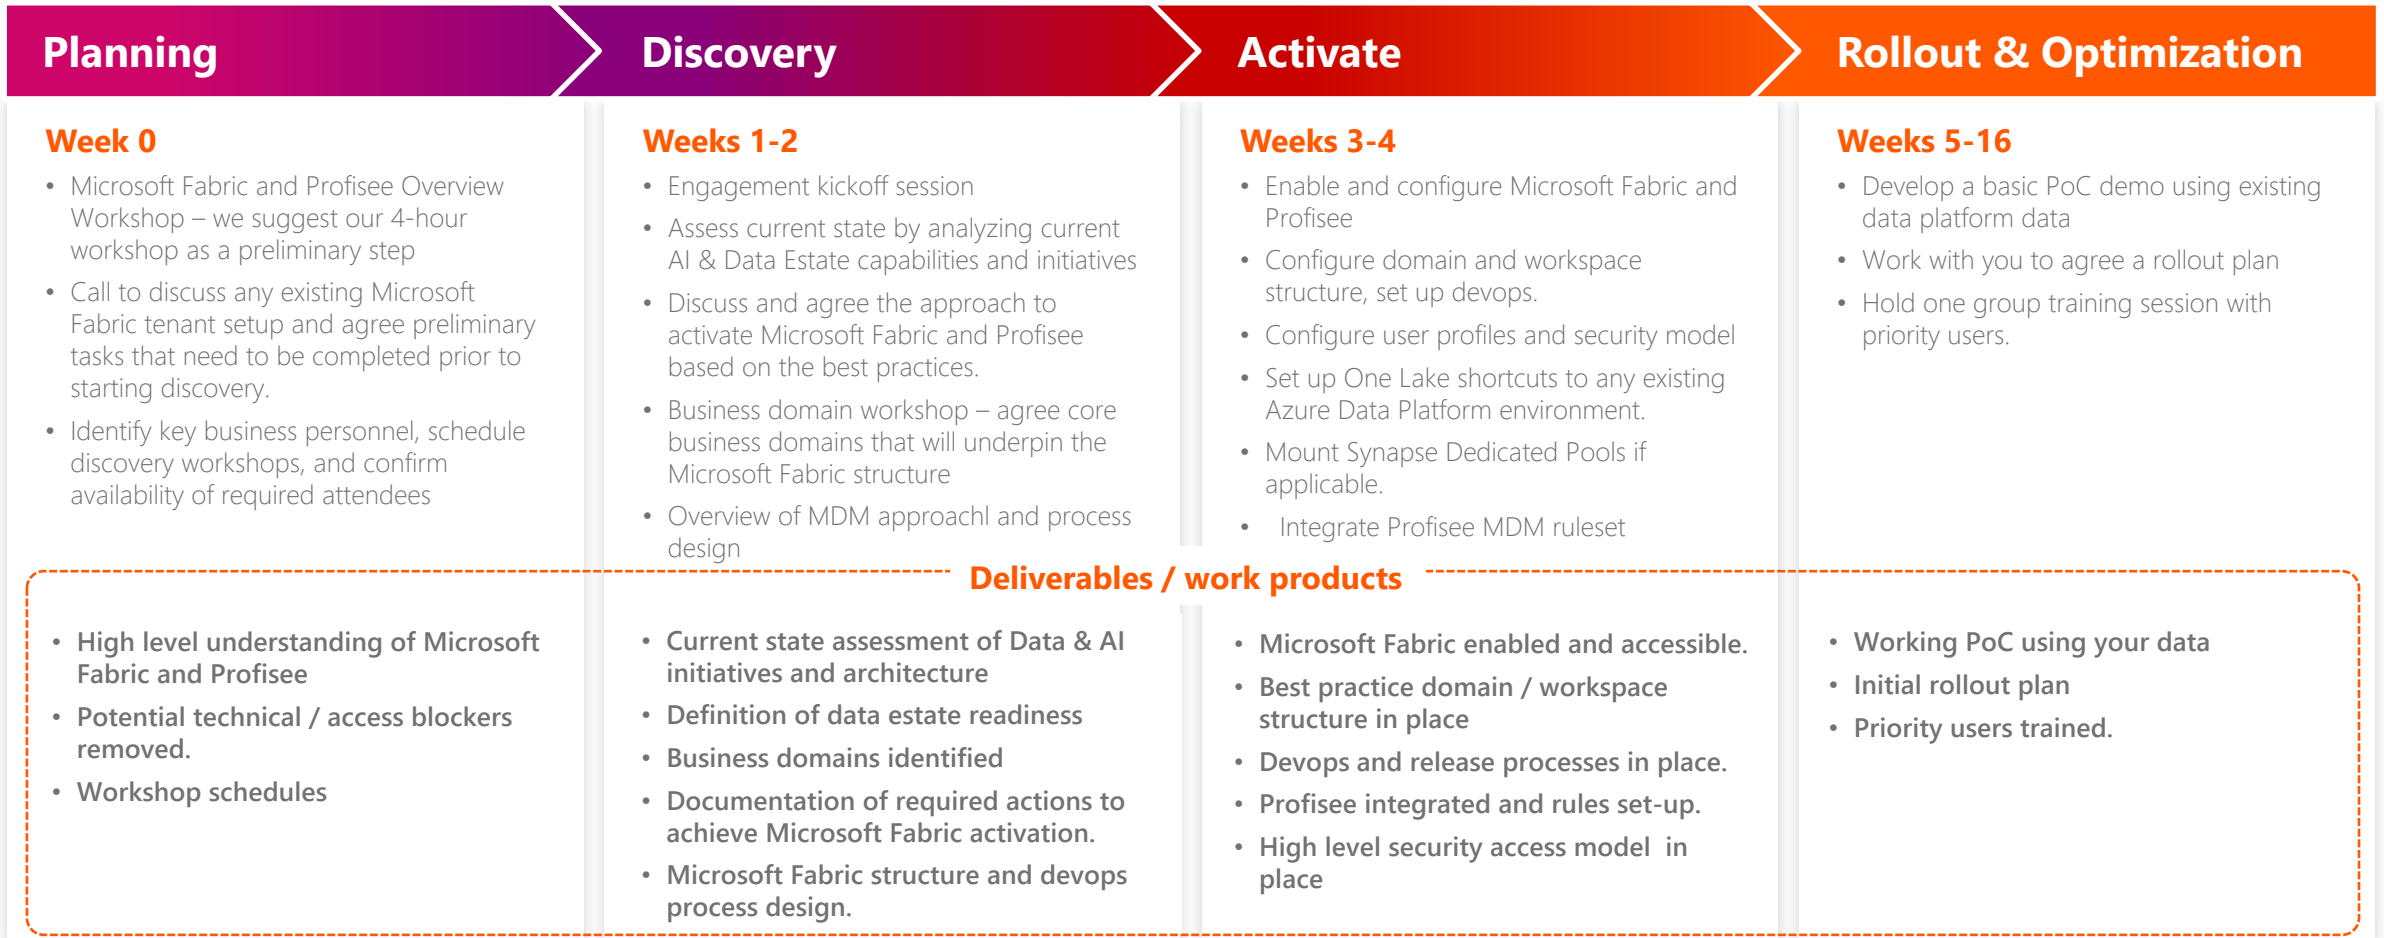 Planning
Discovery
Activate
Rollout & Optimization
Week 0
• Microsoft Fabric and Profisee Overview
Workshop – we suggest our 4-hour
workshop as a preliminary step
• Call to discuss any existing Microsoft
Fabric tenant setup and agree preliminary
tasks that need to be completed prior to
starting discovery.
• Identify key business personnel, schedule
discovery workshops, and confirm
availability of required attendees
Weeks 1-2
• Engagement kickoff session
• Assess current state by analyzing current
AI & Data Estate capabilities and initiatives
• Discuss and agree the approach to
activate Microsoft Fabric and Profisee
based on the best practices.
• Business domain workshop – agree core
business domains that will underpin the
Microsoft Fabric structure
• Overview of MDM approachl and process
design
Weeks 3-4
• Enable and configure Microsoft Fabric and
Profisee
• Configure domain and workspace
structure, set up devops.
• Configure user profiles and security model
• Set up One Lake shortcuts to any existing
Azure Data Platform environment.
• Mount Synapse Dedicated Pools if
applicable.
• Integrate Profisee MDM ruleset
Weeks 5-16
• Develop a basic PoC demo using existing
data platform data
• Work with you to agree a rollout plan
• Hold one group training session with
priority users.
Deliverables / work products
• High level understanding of Microsoft
Fabric and Profisee
• Potential technical / access blockers
removed.
• Workshop schedules
• Current state assessment of Data & AI
initiatives and architecture
• Definition of data estate readiness
• Business domains identified
• Documentation of required actions to
achieve Microsoft Fabric activation.
• Microsoft Fabric structure and devops
process design.
• Microsoft Fabric enabled and accessible.
• Best practice domain / workspace
structure in place
• Devops and release processes in place.
• Profisee integrated and rules set-up.
• High level security access model in
place
• Working PoC using your data
• Initial rollout plan
• Priority users trained.